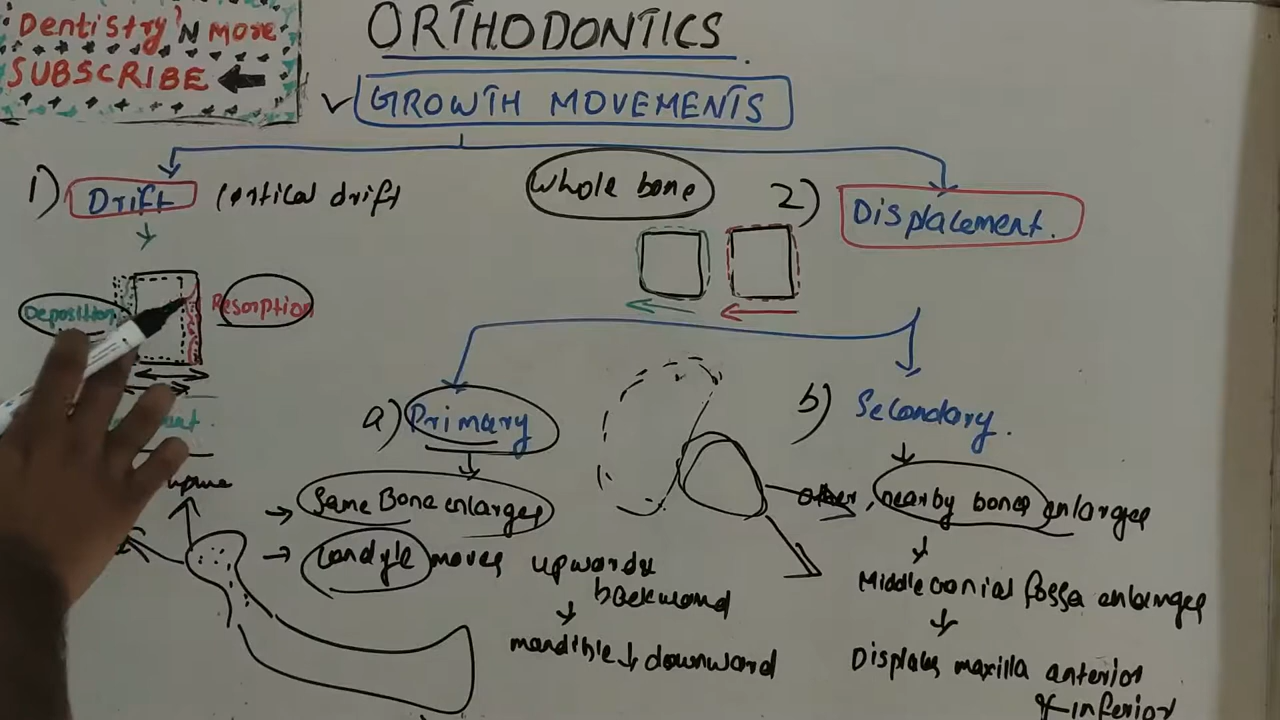 Dentistry'N MORE
SUBSCRIBE
ORTHODONTICS
GROWTH MOVEMENTS
1) Drift cortical drift
Whole bone
2) Displacement.
Deposition
Resorption
a) Primary
b) Secondary.
Same Bone enlarges
Condyle moves upwards
backward
mandible downward
other, nearby bones enlarges
Middle cranial fossa enlarges
Displaces maxilla anterior
& inferior